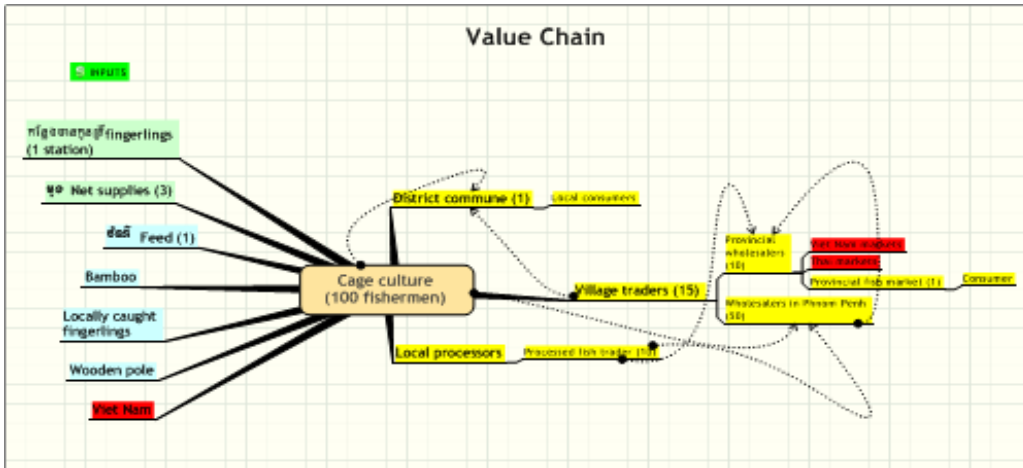 Value Chain
INPUTS
fingerlings
(1 station)
Net supplies (3)
Feed (1)
Bamboo
Locally caught
fingerlings
Wooden pole
Viet Nam
Cage culture
(100 fishermen)
District commune (1)
Local consumers
Village traders (15)
Provincial
wholesalers
(10)
Viet Nam markets
Thai markets
Provincial fish market (1)
Consumer
Wholesalers in Phnom Penh
(50)
Local processors
Processed fish trader